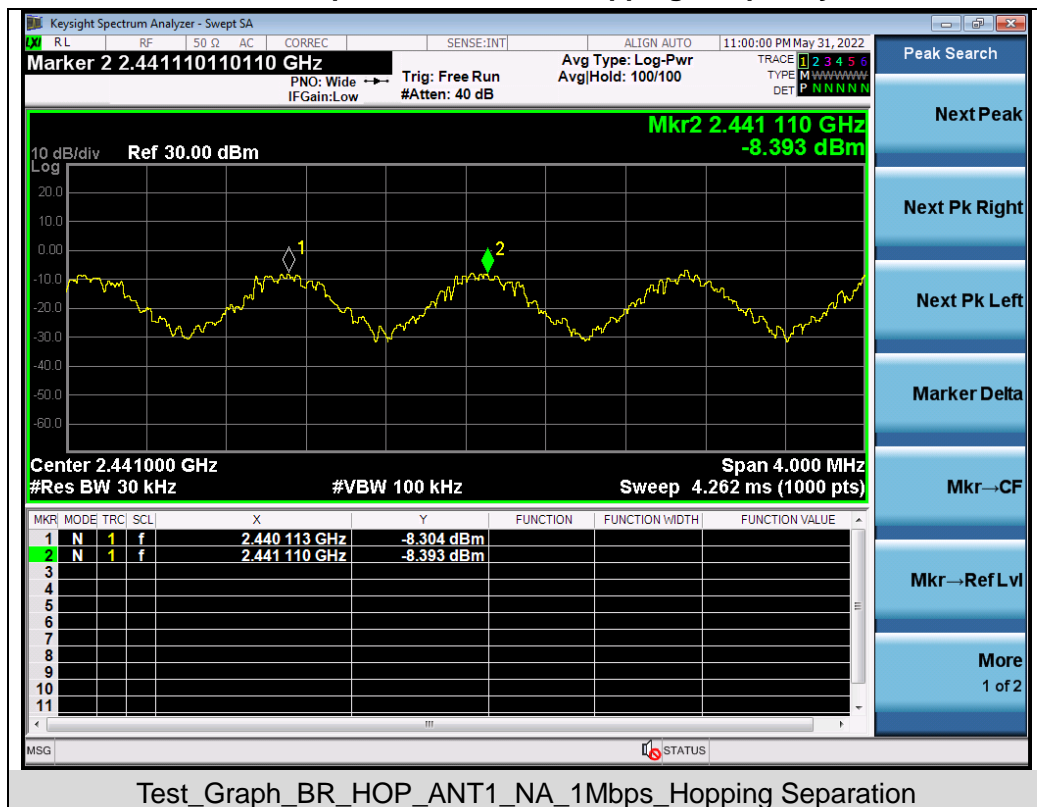 Keysight Spectrum Analyzer - Swept SA
LXI RL RF 50 Ω AC CORREC SENSE:INT ALIGN AUTO 11:00:00 PM May 31, 2022
Marker 2 2.441110110110 GHz
PNO: Wide
IFGain:Low
Trig: Free Run
#Atten: 40 dB
Avg Type: Log-Pwr
Avg|Hold: 100/100
TRACE 1 2 3 4 5 6
TYPE M WWWWW
DET P N N N N N
Peak Search
Mkr2 2.441 110 GHz
-8.393 dBm
10 dB/div Ref 30.00 dBm
Log
20.0
10.0
0.00
-10.0
-20.0
-30.0
-40.0
-50.0
-60.0
1
2
Center 2.441000 GHz Span 4.000 MHz
#Res BW 30 kHz #VBW 100 kHz Sweep 4.262 ms (1000 pts)
MKR MODE TRC SCL X Y FUNCTION FUNCTION WIDTH FUNCTION VALUE
1 N 1 f 2.440 113 GHz -8.304 dBm
2 N 1 f 2.441 110 GHz -8.393 dBm
3
4
5
6
7
8
9
10
11
MSG STATUS
Next Peak
Next Pk Right
Next Pk Left
Marker Delta
Mkr→CF
Mkr→Ref Lvl
More
1 of 2
Test_Graph_BR_HOP_ANT1_NA_1Mbps_Hopping Separation